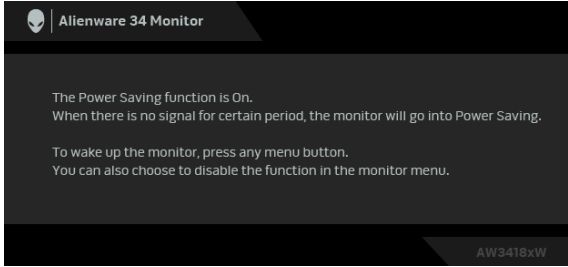 Alienware 34 Monitor
The Power Saving function is On.
When there is no signal for certain period, the monitor will go into Power Saving.
To wake up the monitor, press any menu button.
You can also choose to disable the function in the monitor menu.
AW3418xW